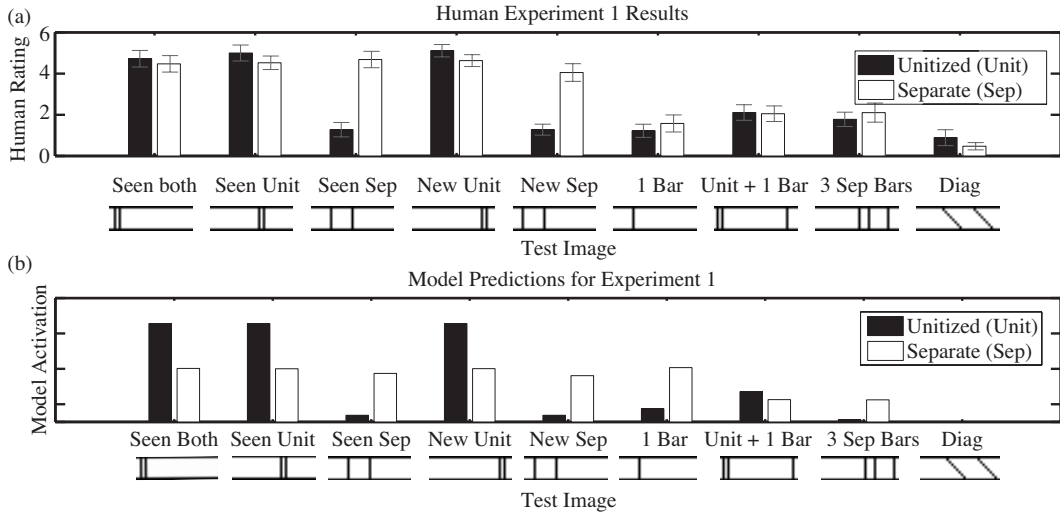 (a)
Human Experiment 1 Results
Human Rating
6
4
2
0
Unitized (Unit)
Separate (Sep)
Seen both Seen Unit Seen Sep New Unit New Sep 1 Bar Unit + 1 Bar 3 Sep Bars Diag
Test Image
(b)
Model Predictions for Experiment 1
Model Activation
Unitized (Unit)
Separate (Sep)
Seen Both Seen Unit Seen Sep New Unit New Sep 1 Bar Unit + 1 Bar 3 Sep Bars Diag
Test Image